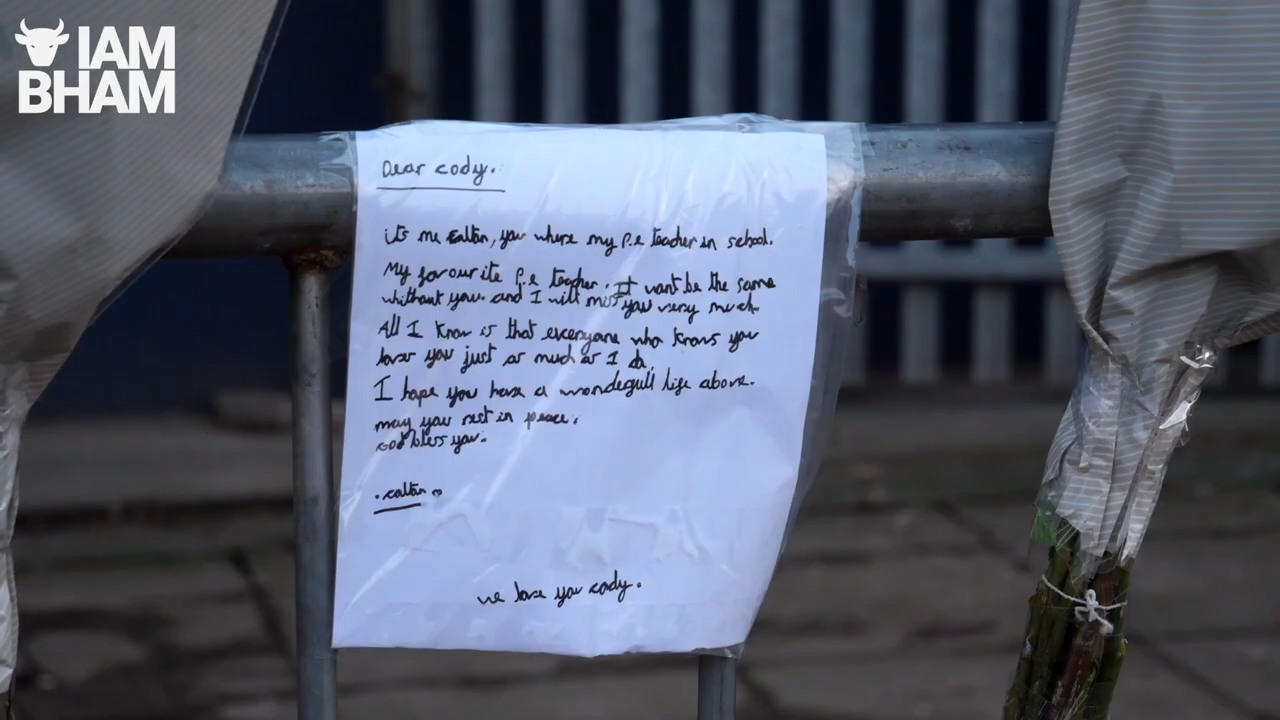 IAM
BHAM
Dear cody.
its me caltan, you where my P.e teacher in school.
My favourite P.e teacher. It wont be the same
without you. and I will miss you very much.
All I know is that everyone who knows you
loves you just as much as I do.
I hope you have a wondefull life above.
may you rest in peace.
God bless you.
.caltan
we love you cody.